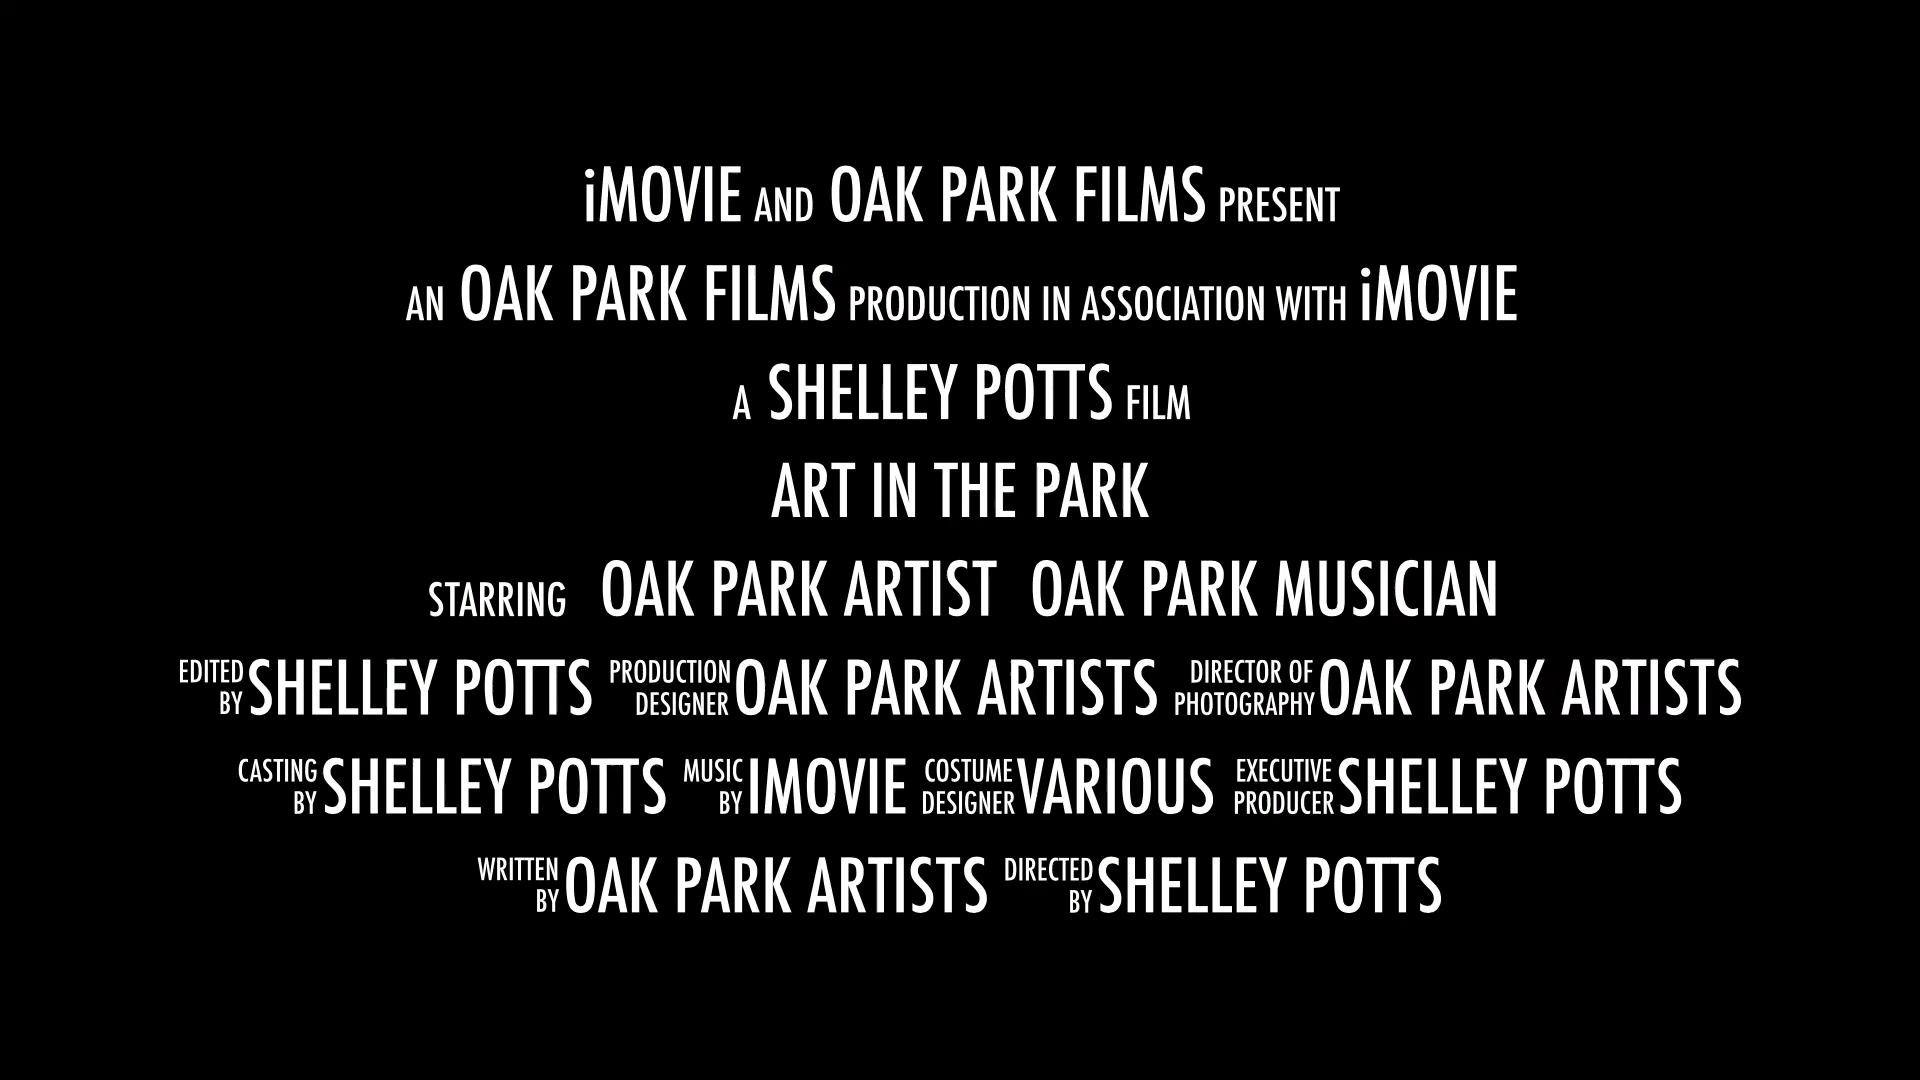 iMOVIE AND OAK PARK FILMS PRESENT
AN OAK PARK FILMS PRODUCTION IN ASSOCIATION WITH iMOVIE
A SHELLEY POTTS FILM
ART IN THE PARK
STARRING OAK PARK ARTIST OAK PARK MUSICIAN
EDITED BY SHELLEY POTTS PRODUCTION DESIGNER OAK PARK ARTISTS DIRECTOR OF PHOTOGRAPHY OAK PARK ARTISTS
CASTING BY SHELLEY POTTS MUSIC BY IMOVIE COSTUME DESIGNER VARIOUS EXECUTIVE PRODUCER SHELLEY POTTS
WRITTEN BY OAK PARK ARTISTS DIRECTED BY SHELLEY POTTS